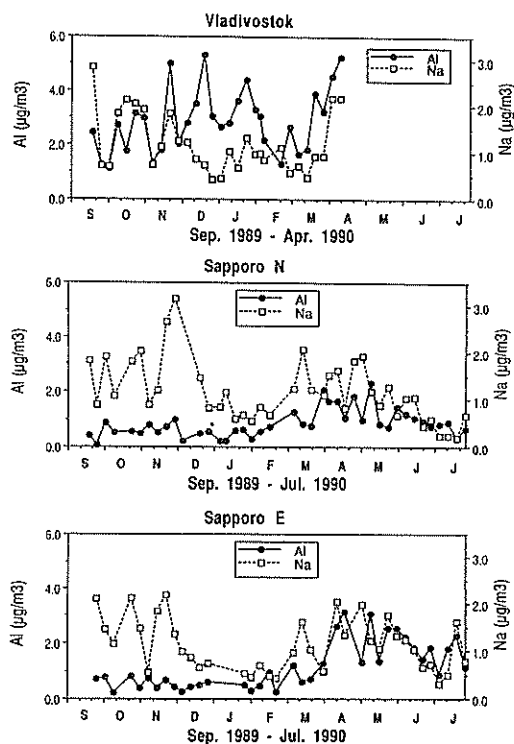 Vladivostok
6.0
4.0
2.0
0.0
Al (µg/m3)
Al
Na
3.0
2.0
1.0
0.0
Na (µg/m3)
S O N D J F M A M J J
Sep. 1989 - Apr. 1990
Sapporo N
6.0
4.0
2.0
0.0
Al (µg/m3)
Al
Na
3.0
2.0
1.0
0.0
Na (µg/m3)
S O N D J F M A M J J
Sep. 1989 - Jul. 1990
Sapporo E
6.0
4.0
2.0
0.0
Al (µg/m3)
Al
Na
3.0
2.0
1.0
0.0
Na (µg/m3)
S O N D J F M A M J J
Sep. 1989 - Jul. 1990